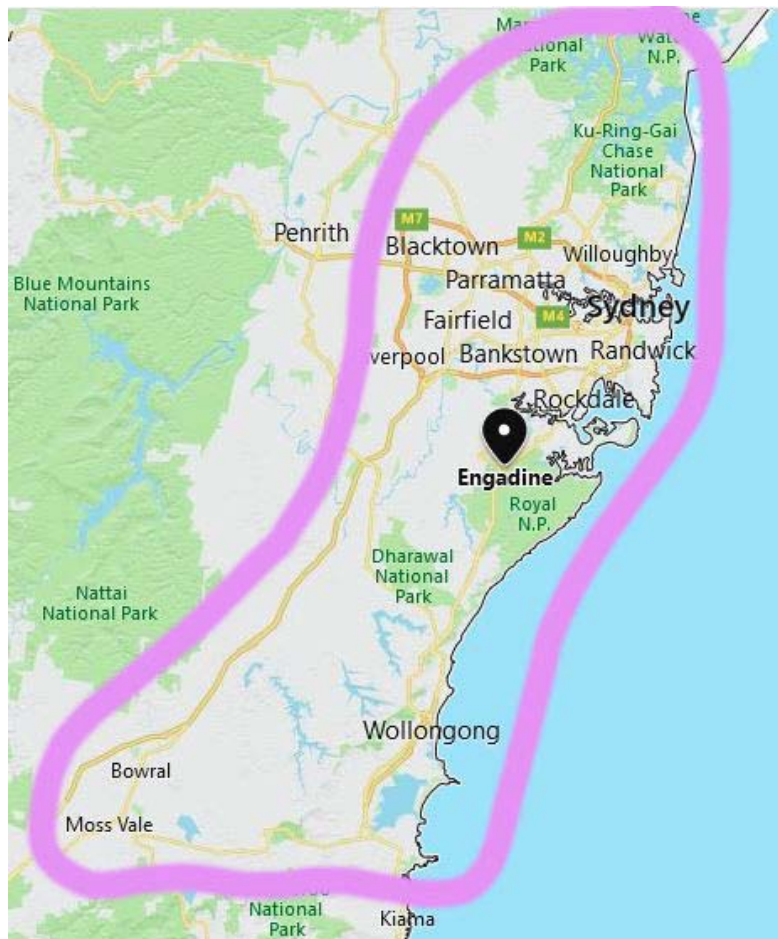 National
Park
Wate
N.P.
Ku-Ring-Gai
Chase
National
Park
M7
M2
Penrith
Blacktown
Willoughby
Blue Mountains
National Park
Parramatta
Sydney
M4
Fairfield
verpool
Bankstown
Randwick
Rockdale
Engadine
Royal
N.P.
Dharawal
National
Park
Nattai
National Park
Wollongong
Bowral
Moss Vale
National
Park
Kiama